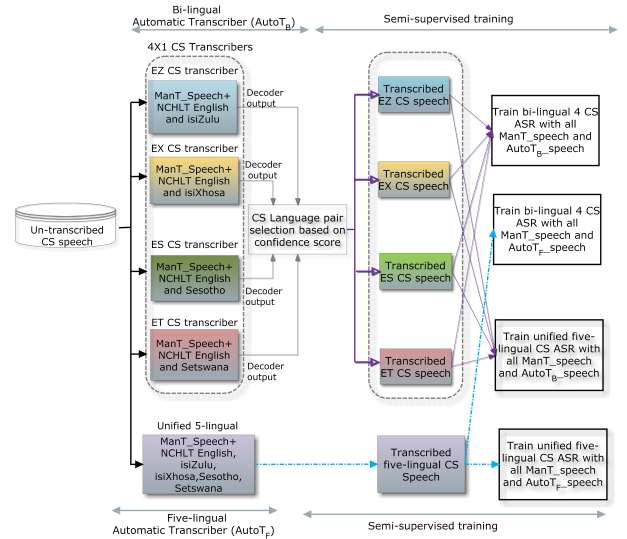 Bi-lingual
Automatic Transcriber (AutoT_B)
Semi-supervised training
4X1 CS Transcribers
EZ CS transcriber
ManT_Speech+
NCHLT English
and isiZulu
Decoder
output
EX CS transcriber
ManT_Speech+
NCHLT English
and isiXhosa
Decoder
output
Un-transcribed
CS speech
CS Language pair
selection based on
confidence score
ES CS transcriber
ManT_Speech+
NCHLT English
and Sesotho
Decoder
output
ET CS transcriber
ManT_Speech+
NCHLT English
and Setswana
Decoder
output
Transcribed
EZ CS speech
Transcribed
EX CS speech
Transcribed
ES CS speech
Transcribed
ET CS speech
Train bi-lingual 4 CS
ASR with all
ManT_speech and
AutoT_B_speech
Train bi-lingual 4 CS
ASR with all
ManT_speech and
AutoT_F_speech
Train unified five-
lingual CS ASR with
all ManT_speech
and AutoT_B_speech
Unified 5-lingual
ManT_Speech+
NCHLT English,
isiZulu,
isiXhosa,Sesotho,
Setswana
Transcribed
five-lingual CS
Speech
Train unified five-
lingual CS ASR with
all ManT_speech
and AutoT_F_speech
Five-lingual
Automatic Transcriber (AutoT_F)
Semi-supervised training